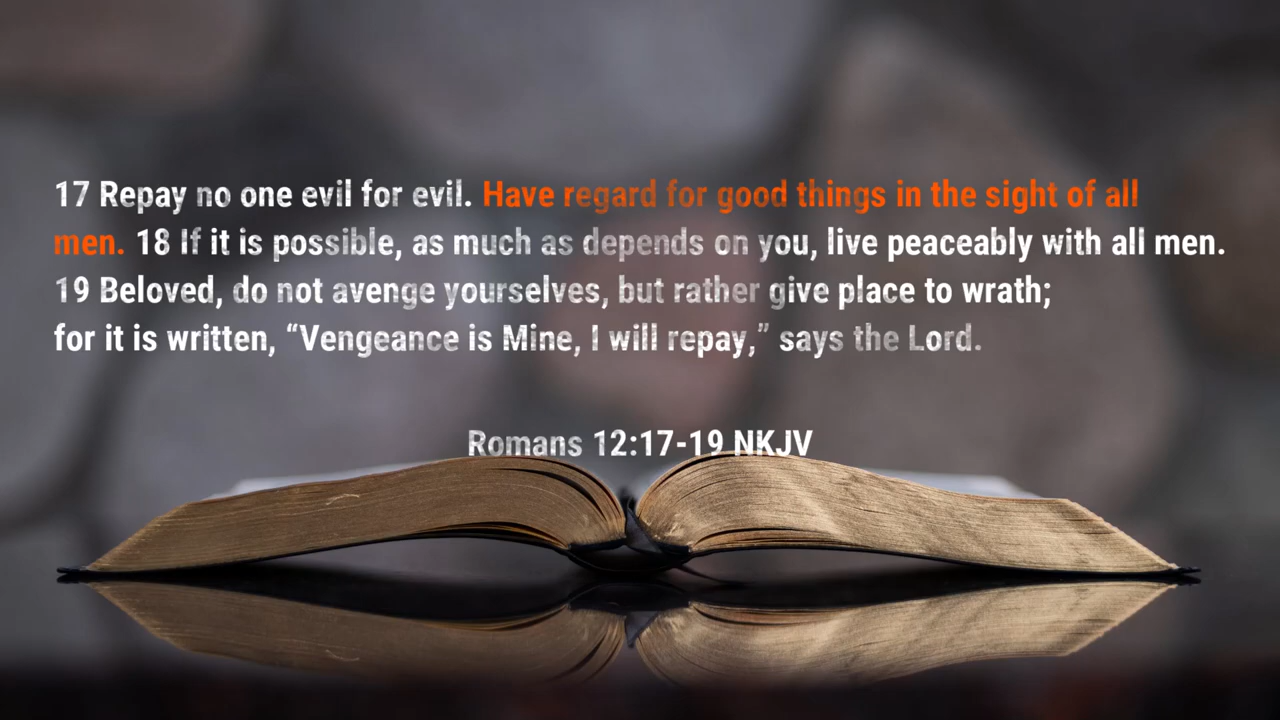 17 Repay no one evil for evil. Have regard for good things in the sight of all
men. 18 If it is possible, as much as depends on you, live peaceably with all men.
19 Beloved, do not avenge yourselves, but rather give place to wrath;
for it is written, “Vengeance is Mine, I will repay,” says the Lord.
Romans 12:17-19 NKJV